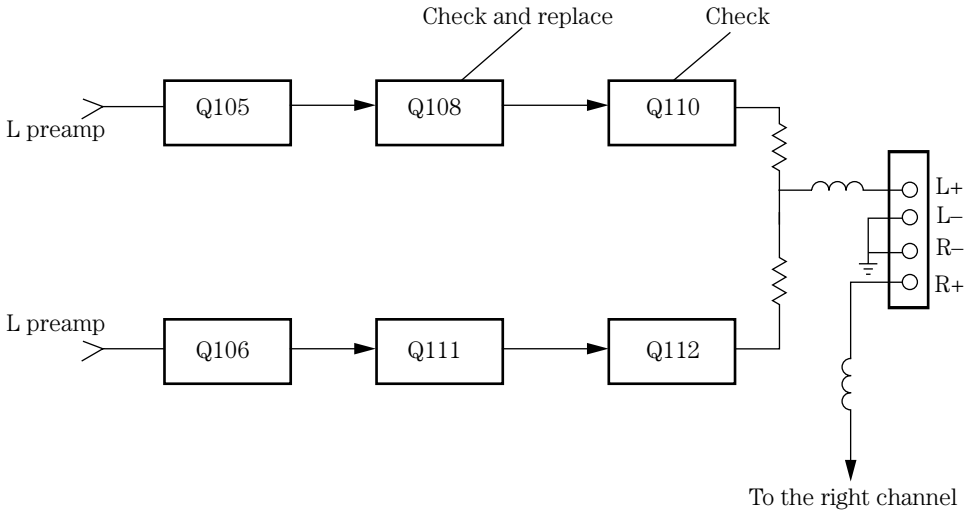 Check and replace
Check
Q105
Q108
Q110
L preamp
L+
L–
R–
R+
L preamp
Q106
Q111
Q112
To the right channel